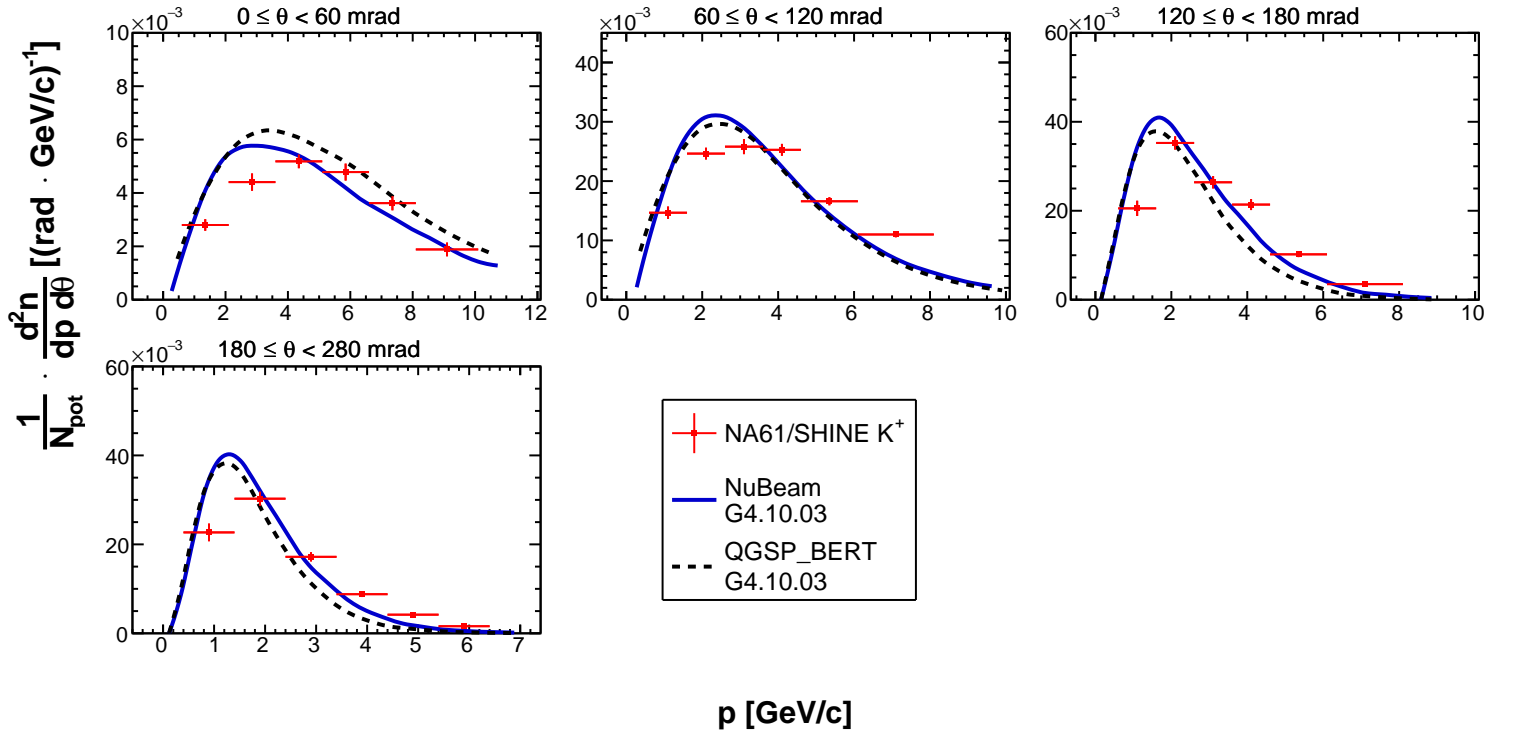 0 ≤ θ < 60 mrad
60 ≤ θ < 120 mrad
120 ≤ θ < 180 mrad
×10⁻³
×10⁻³
×10⁻³
10
8
6
4
2
0
0 2 4 6 8 10 12
40
30
20
10
0
0 2 4 6 8 10
60
40
20
0
0 2 4 6 8 10
180 ≤ θ < 280 mrad
×10⁻³
60
40
20
0
0 1 2 3 4 5 6 7
1/N_pot · d²n/dp dθ [(rad · GeV/c)⁻¹]
NA61/SHINE K⁺
NuBeam
G4.10.03
QGSP_BERT
G4.10.03
p [GeV/c]